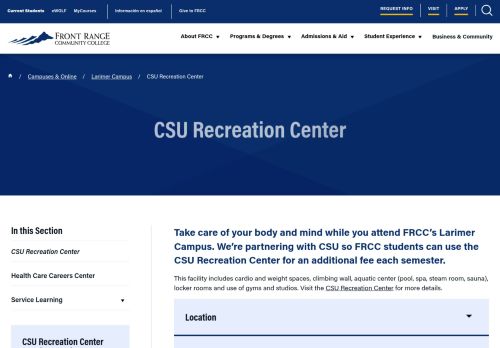 Current Students eWOLF MyCourses Información en español Give to FRCC REQUEST INFO VISIT APPLY
FRONT RANGE
COMMUNITY COLLEGE
About FRCC Programs & Degrees Admissions & Aid Student Experience Business & Community
/ Campuses & Online / Larimer Campus / CSU Recreation Center
CSU Recreation Center
In this Section
CSU Recreation Center
Health Care Careers Center
Service Learning
CSU Recreation Center
Take care of your body and mind while you attend FRCC's Larimer
Campus. We're partnering with CSU so FRCC students can use the
CSU Recreation Center for an additional fee each semester.
This facility includes cardio and weight spaces, climbing wall, aquatic center (pool, spa, steam room, sauna),
locker rooms and use of gyms and studios. Visit the CSU Recreation Center for more details.
Location